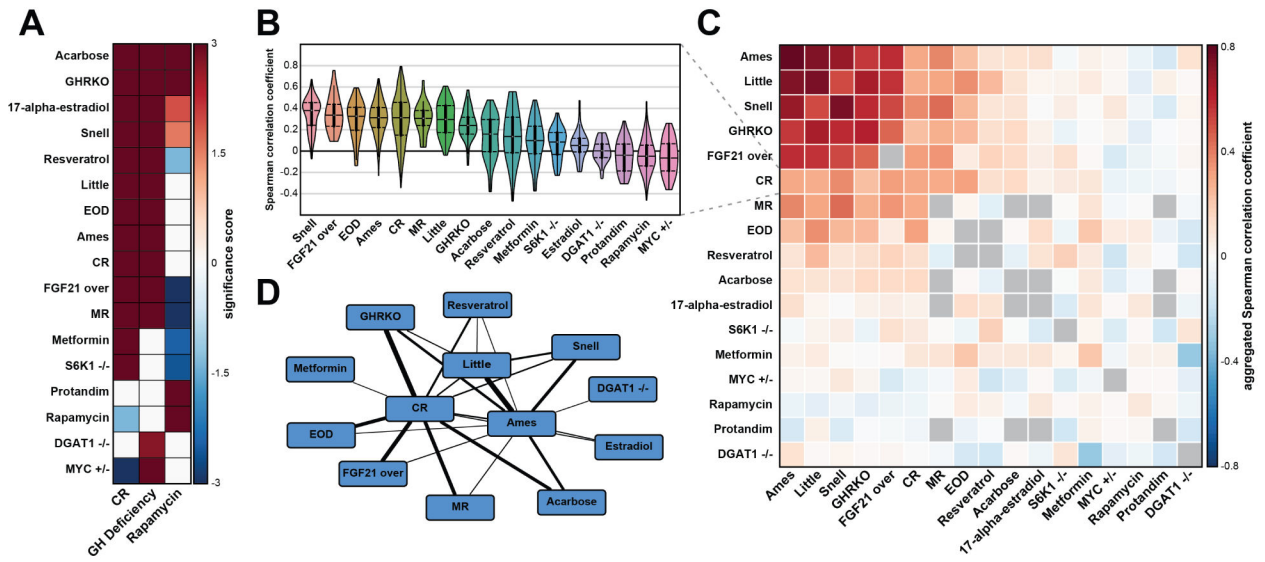 A
Acarbose
GHRKO
17-alpha-estradiol
Snell
Resveratrol
Little
EOD
Ames
CR
FGF21 over
MR
Metformin
S6K1 -/-
Protandim
Rapamycin
DGAT1 -/-
MYC +/-
CR
GH Deficiency
Rapamycin
3
1.5
0
-1.5
-3
significance score
B
Spearman correlation coefficient
0.8
0.6
0.4
0.2
0
-0.2
-0.4
Snell
FGF21 over
EOD
Ames
CR
MR
Little
GHRKO
Acarbose
Resveratrol
Metformin
S6K1 -/-
Estradiol
DGAT1 -/-
Protandim
Rapamycin
MYC +/-
D
GHRKO
Resveratrol
Snell
Little
Metformin
DGAT1 -/-
CR
Ames
EOD
Estradiol
FGF21 over
MR
Acarbose
C
Ames
Little
Snell
GHRKO
FGF21 over
CR
MR
EOD
Resveratrol
Acarbose
17-alpha-estradiol
S6K1 -/-
Metformin
MYC +/-
Rapamycin
Protandim
DGAT1 -/-
Ames
Little
Snell
GHRKO
FGF21 over
CR
MR
EOD
Resveratrol
Acarbose
17-alpha-estradiol
S6K1 -/-
Metformin
MYC +/-
Rapamycin
Protandim
DGAT1 -/-
0.8
0.4
0
-0.4
-0.8
aggregated Spearman correlation coefficient